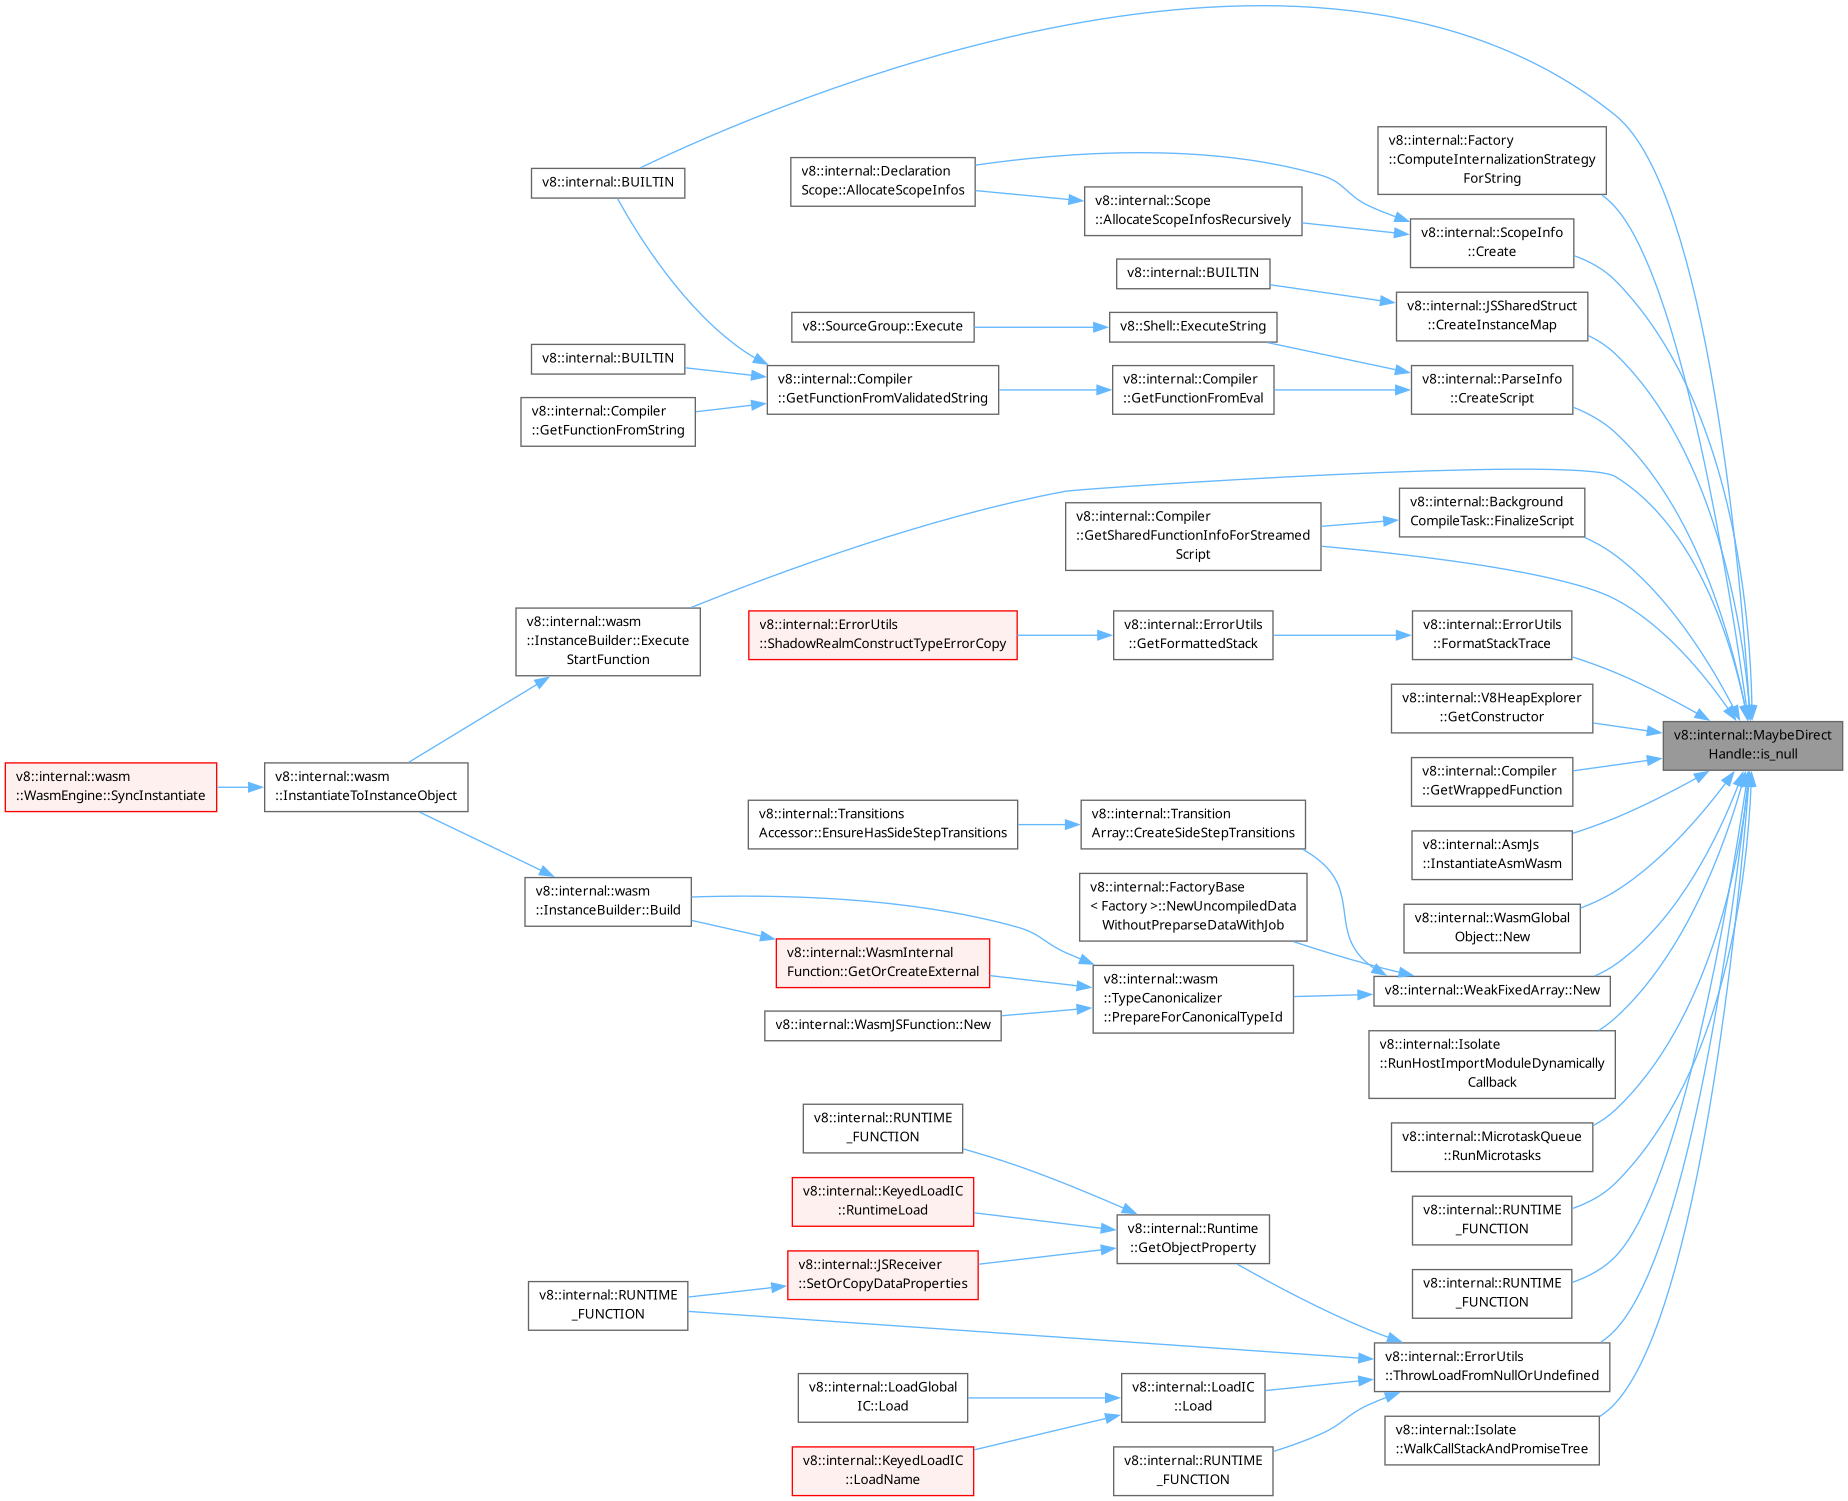 v8::internal::BUILTIN
v8::internal::Declaration
Scope::AllocateScopeInfos
v8::internal::Scope
::AllocateScopeInfosRecursively
v8::internal::Factory
::ComputeInternalizationStrategy
ForString
v8::internal::ScopeInfo
::Create
v8::internal::BUILTIN
v8::internal::JSSharedStruct
::CreateInstanceMap
v8::SourceGroup::Execute
v8::Shell::ExecuteString
v8::internal::BUILTIN
v8::internal::Compiler
::GetFunctionFromString
v8::internal::Compiler
::GetFunctionFromValidatedString
v8::internal::Compiler
::GetFunctionFromEval
v8::internal::ParseInfo
::CreateScript
v8::internal::Compiler
::GetSharedFunctionInfoForStreamed
Script
v8::internal::Background
CompileTask::FinalizeScript
v8::internal::wasm
::InstanceBuilder::Execute
StartFunction
v8::internal::ErrorUtils
::ShadowRealmConstructTypeErrorCopy
v8::internal::ErrorUtils
::GetFormattedStack
v8::internal::ErrorUtils
::FormatStackTrace
v8::internal::V8HeapExplorer
::GetConstructor
v8::internal::MaybeDirect
Handle::is_null
v8::internal::wasm
::WasmEngine::SyncInstantiate
v8::internal::wasm
::InstantiateToInstanceObject
v8::internal::Compiler
::GetWrappedFunction
v8::internal::Transitions
Accessor::EnsureHasSideStepTransitions
v8::internal::Transition
Array::CreateSideStepTransitions
v8::internal::AsmJs
::InstantiateAsmWasm
v8::internal::wasm
::InstanceBuilder::Build
v8::internal::FactoryBase
< Factory >::NewUncompiledData
WithoutPreparseDataWithJob
v8::internal::WasmGlobal
Object::New
v8::internal::WasmInternal
Function::GetOrCreateExternal
v8::internal::wasm
::TypeCanonicalizer
::PrepareForCanonicalTypeId
v8::internal::WeakFixedArray::New
v8::internal::WasmJSFunction::New
v8::internal::Isolate
::RunHostImportModuleDynamically
Callback
v8::internal::RUNTIME
_FUNCTION
v8::internal::MicrotaskQueue
::RunMicrotasks
v8::internal::KeyedLoadIC
::RuntimeLoad
v8::internal::Runtime
::GetObjectProperty
v8::internal::RUNTIME
_FUNCTION
v8::internal::JSReceiver
::SetOrCopyDataProperties
v8::internal::RUNTIME
_FUNCTION
v8::internal::RUNTIME
_FUNCTION
v8::internal::ErrorUtils
::ThrowLoadFromNullOrUndefined
v8::internal::LoadGlobal
IC::Load
v8::internal::LoadIC
::Load
v8::internal::Isolate
::WalkCallStackAndPromiseTree
v8::internal::KeyedLoadIC
::LoadName
v8::internal::RUNTIME
_FUNCTION